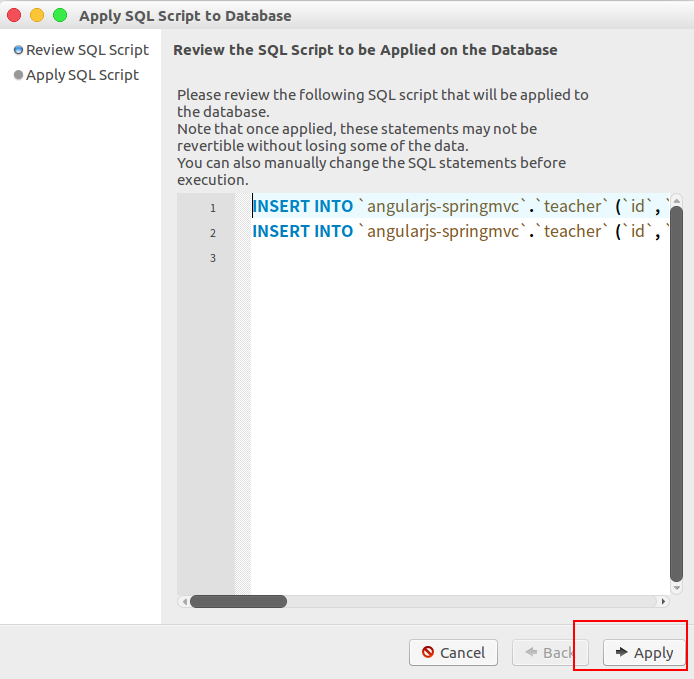 Apply SQL Script to Database
Review SQL Script
Apply SQL Script
Review the SQL Script to be Applied on the Database
Please review the following SQL script that will be applied to
the database.
Note that once applied, these statements may not be
revertible without losing some of the data.
You can also manually change the SQL statements before
execution.
1 INSERT INTO `angularjs-springmvc`.`teacher` (`id`, `
2 INSERT INTO `angularjs-springmvc`.`teacher` (`id`, `
3
Cancel Back Apply